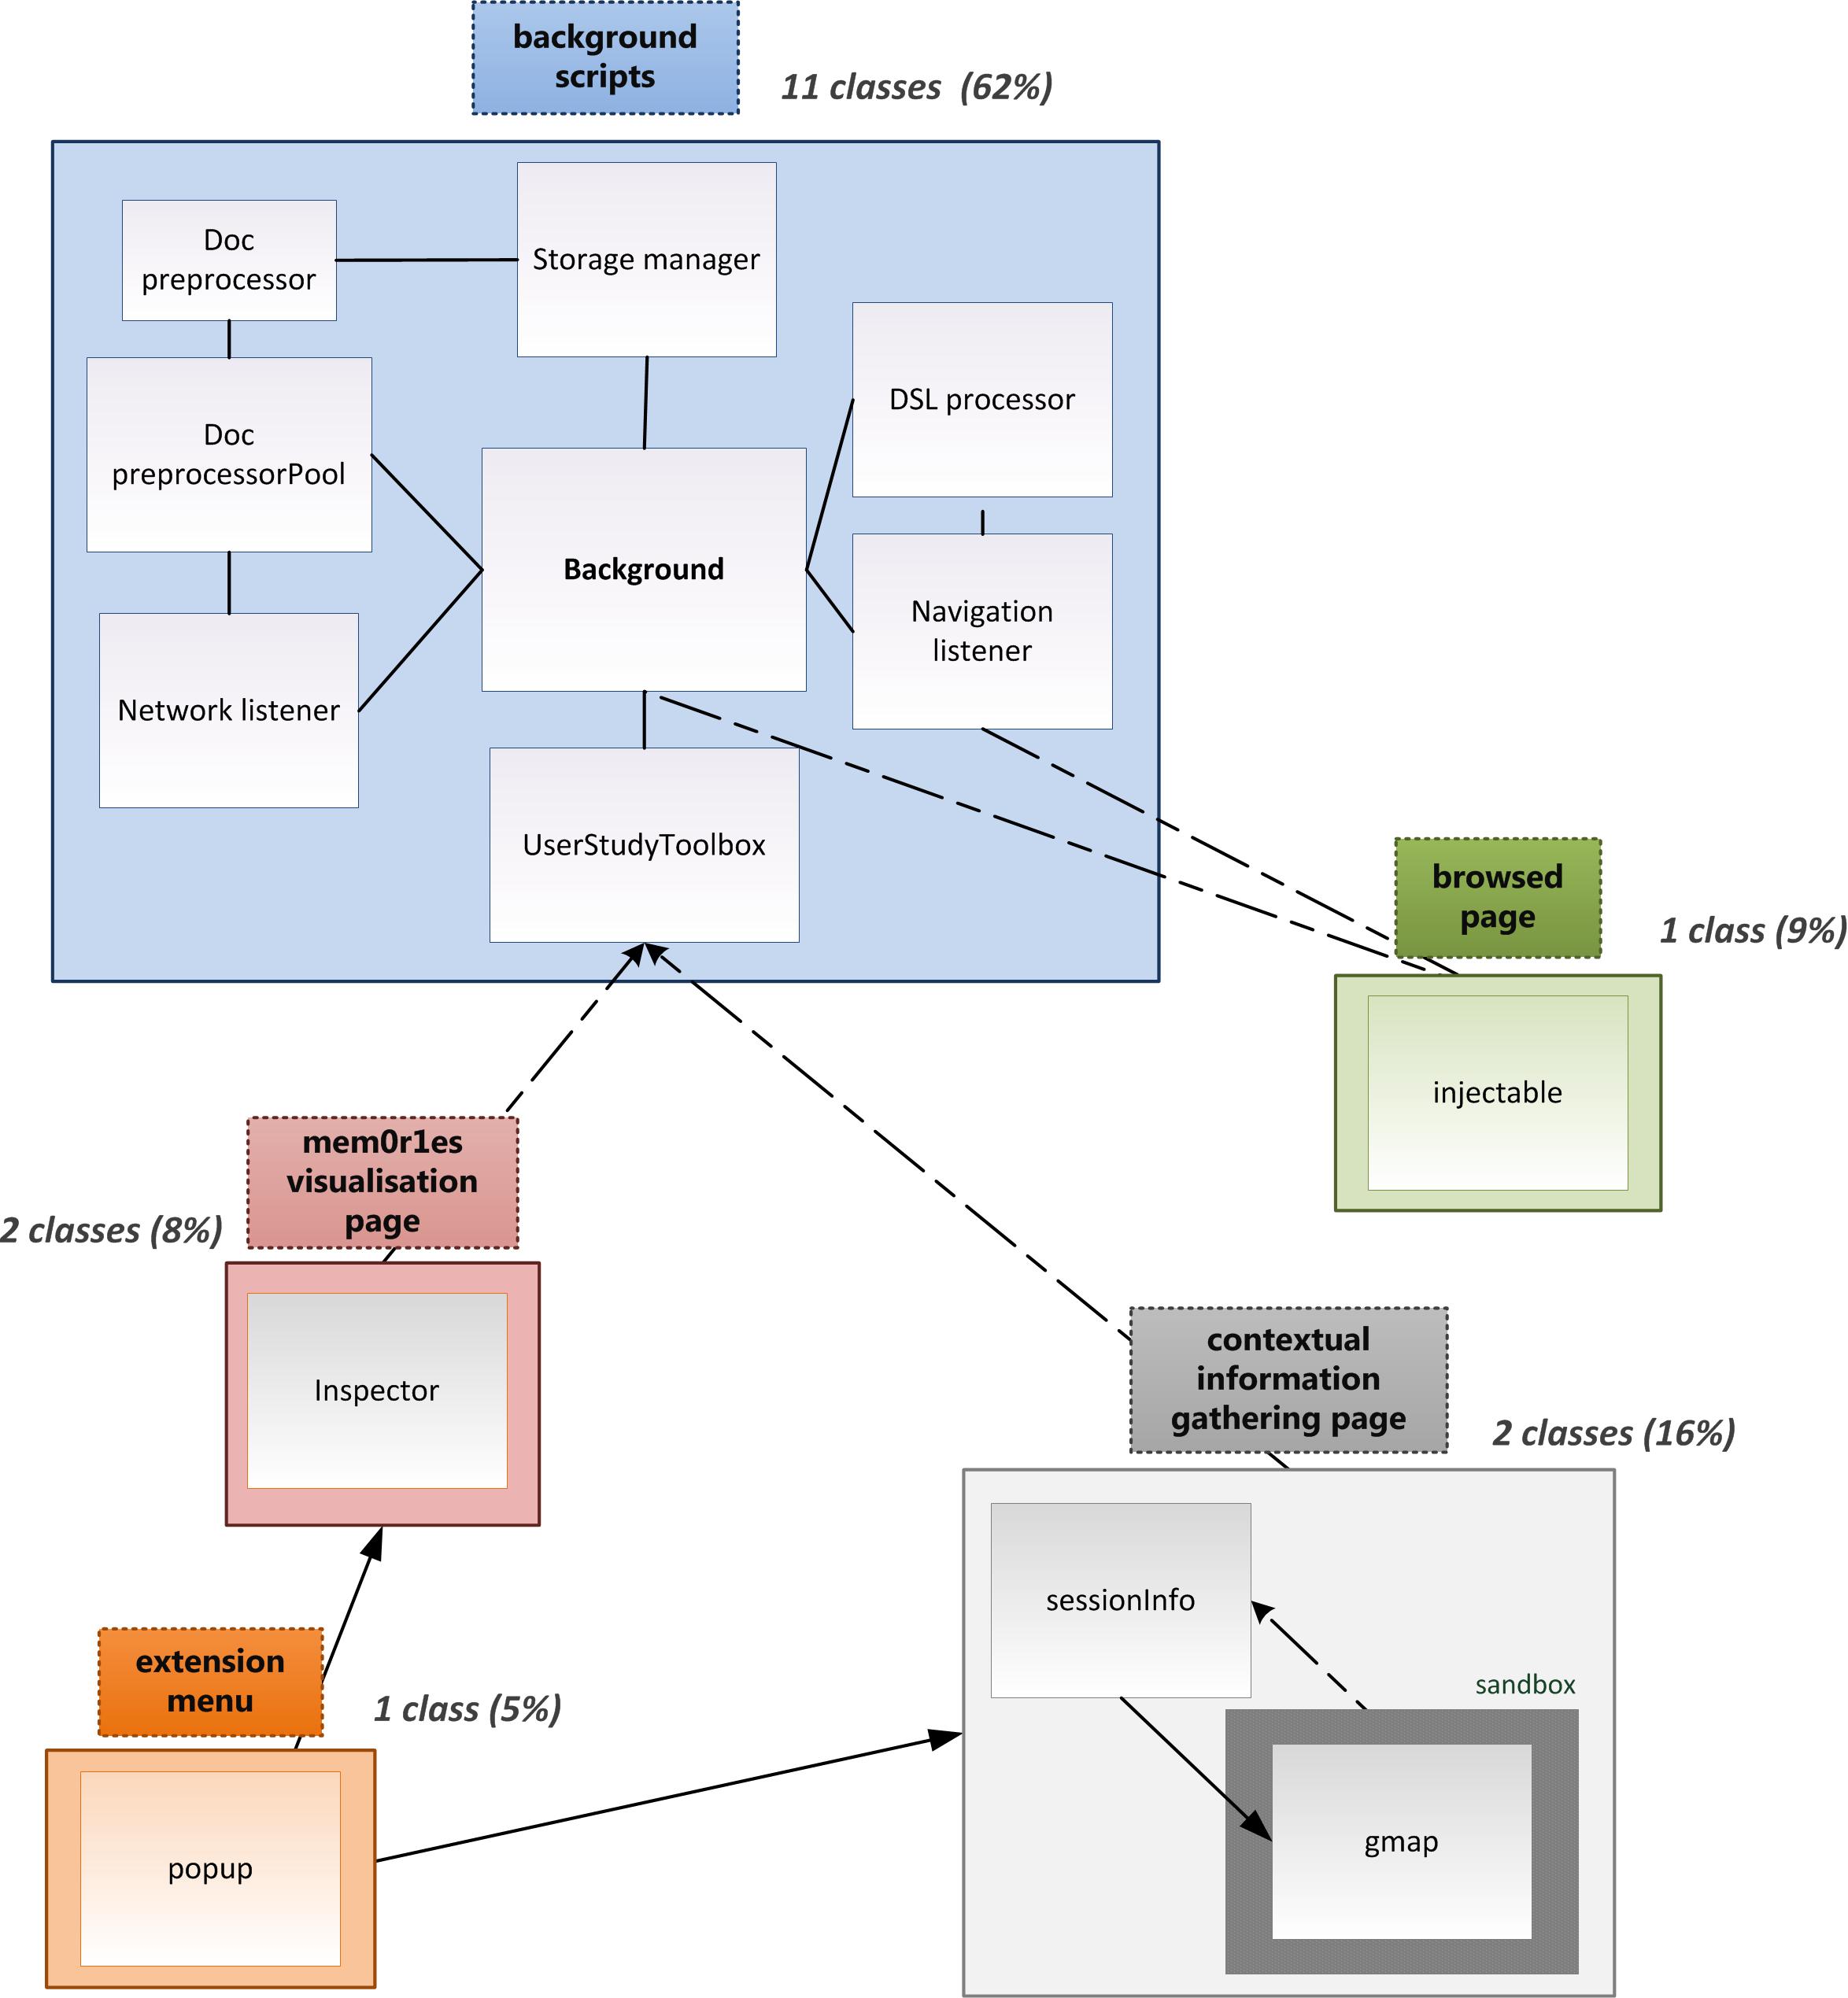 background
scripts
11 classes (62%)
Doc
preprocessor
Storage manager
DSL processor
Doc
preprocessorPool
Background
Navigation
listener
Network listener
UserStudyToolbox
browsed
page
1 class (9%)
injectable
mem0r1es
visualisation
page
2 classes (8%)
Inspector
contextual
information
gathering page
2 classes (16%)
sessionInfo
sandbox
gmap
extension
menu
1 class (5%)
popup